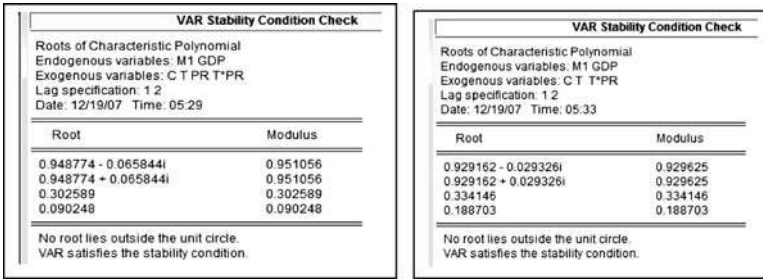 VAR Stability Condition Check
Roots of Characteristic Polynomial
Endogenous variables: M1 GDP
Exogenous variables: C T PR T*PR
Lag specification: 1 2
Date: 12/19/07 Time: 05:29
Root Modulus
0.948774 - 0.065844i 0.951056
0.948774 + 0.065844i 0.951056
0.302589 0.302589
0.090248 0.090248
No root lies outside the unit circle.
VAR satisfies the stability condition.
VAR Stability Condition Check
Roots of Characteristic Polynomial
Endogenous variables: M1 GDP
Exogenous variables: C T T*PR
Lag specification: 1 2
Date: 12/19/07 Time: 05:33
Root Modulus
0.929162 - 0.029326i 0.929625
0.929162 + 0.029326i 0.929625
0.334146 0.334146
0.188703 0.188703
No root lies outside the unit circle.
VAR satisfies the stability condition.